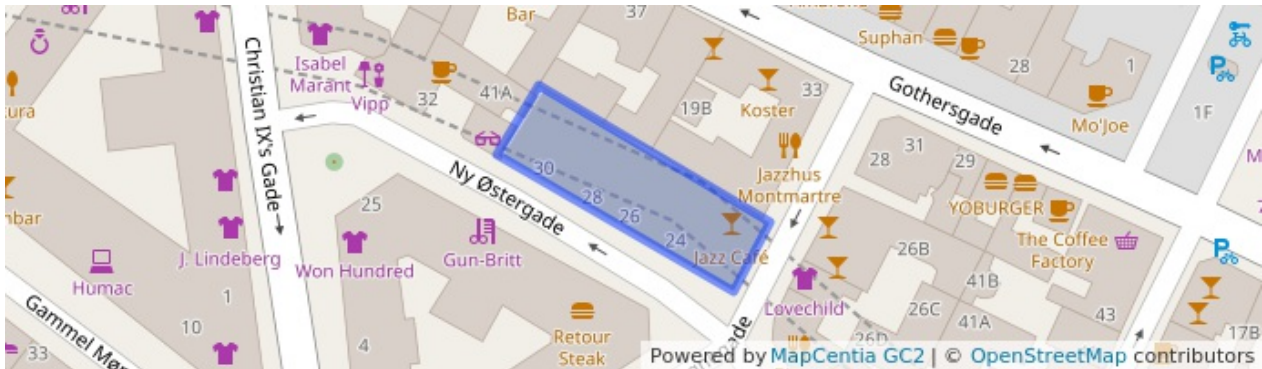 Bar
37
Suphan
28
1
Isabel
Marant
Vipp
32
41A
19B
Koster
33
Mo'Joe
1F
Gothersgade
Christian IX's Gade
Ny Østergade
30
28
26
24
Jazz Café
Jazzhus
Montmartre
28
31
29
YOBURGER
The Coffee
Factory
25
J. Lindeberg
Won Hundred
Gun-Britt
Humac
1
10
4
33
Retour
Steak
Lovechild
26B
26C
26D
41B
41A
43
17B
Powered by MapCentia GC2 | © OpenStreetMap contributors